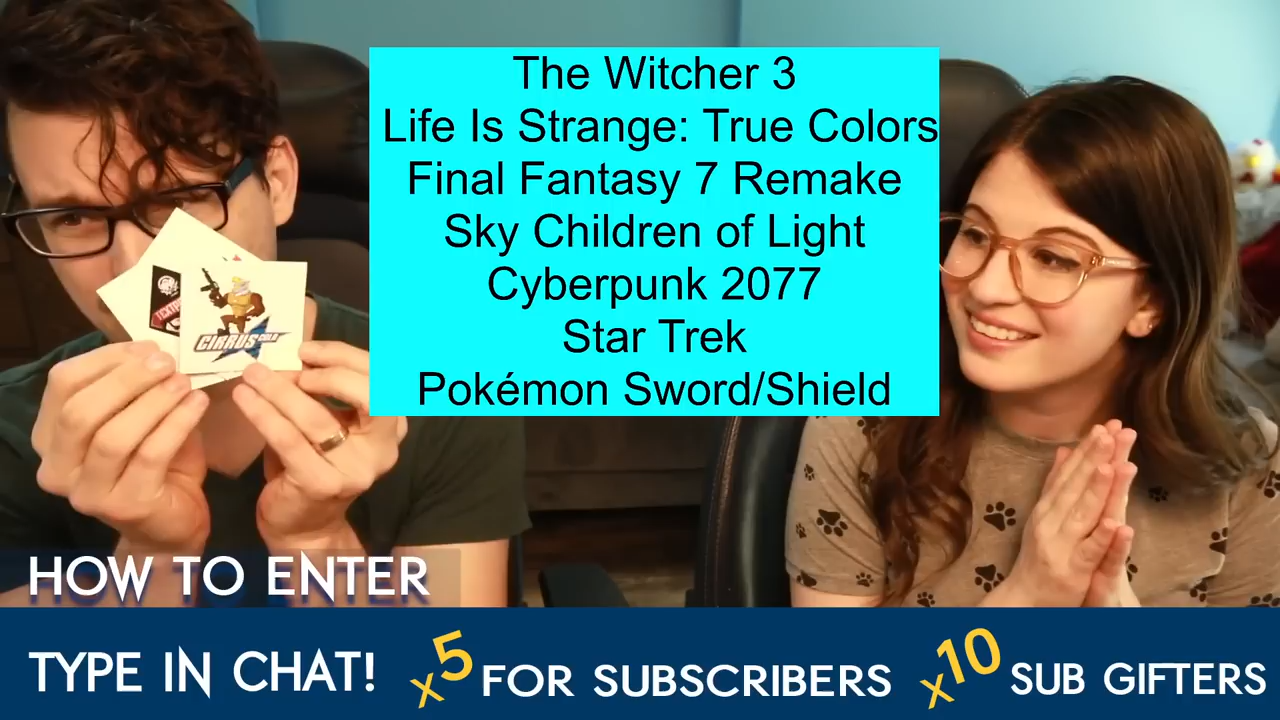 The Witcher 3
Life Is Strange: True Colors
Final Fantasy 7 Remake
Sky Children of Light
Cyberpunk 2077
Star Trek
Pokémon Sword/Shield
CIRRUS
HOW TO ENTER
TYPE IN CHAT! x5 FOR SUBSCRIBERS x10 SUB GIFTERS